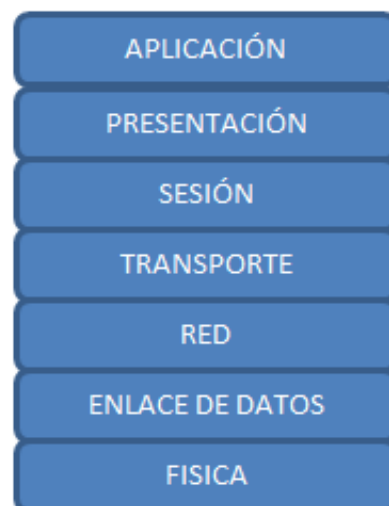 APLICACIÓN
PRESENTACIÓN
SESIÓN
TRANSPORTE
RED
ENLACE DE DATOS
FISICA